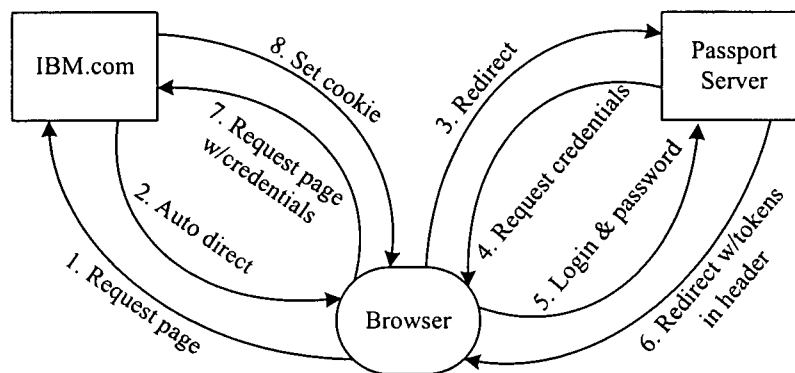 IBM.com
Passport
Server
8. Set cookie
7. Request page
w/credentials
2. Auto direct
1. Request page
3. Redirect
4. Request credentials
5. Login & password
6. Redirect w/tokens
in header
Browser